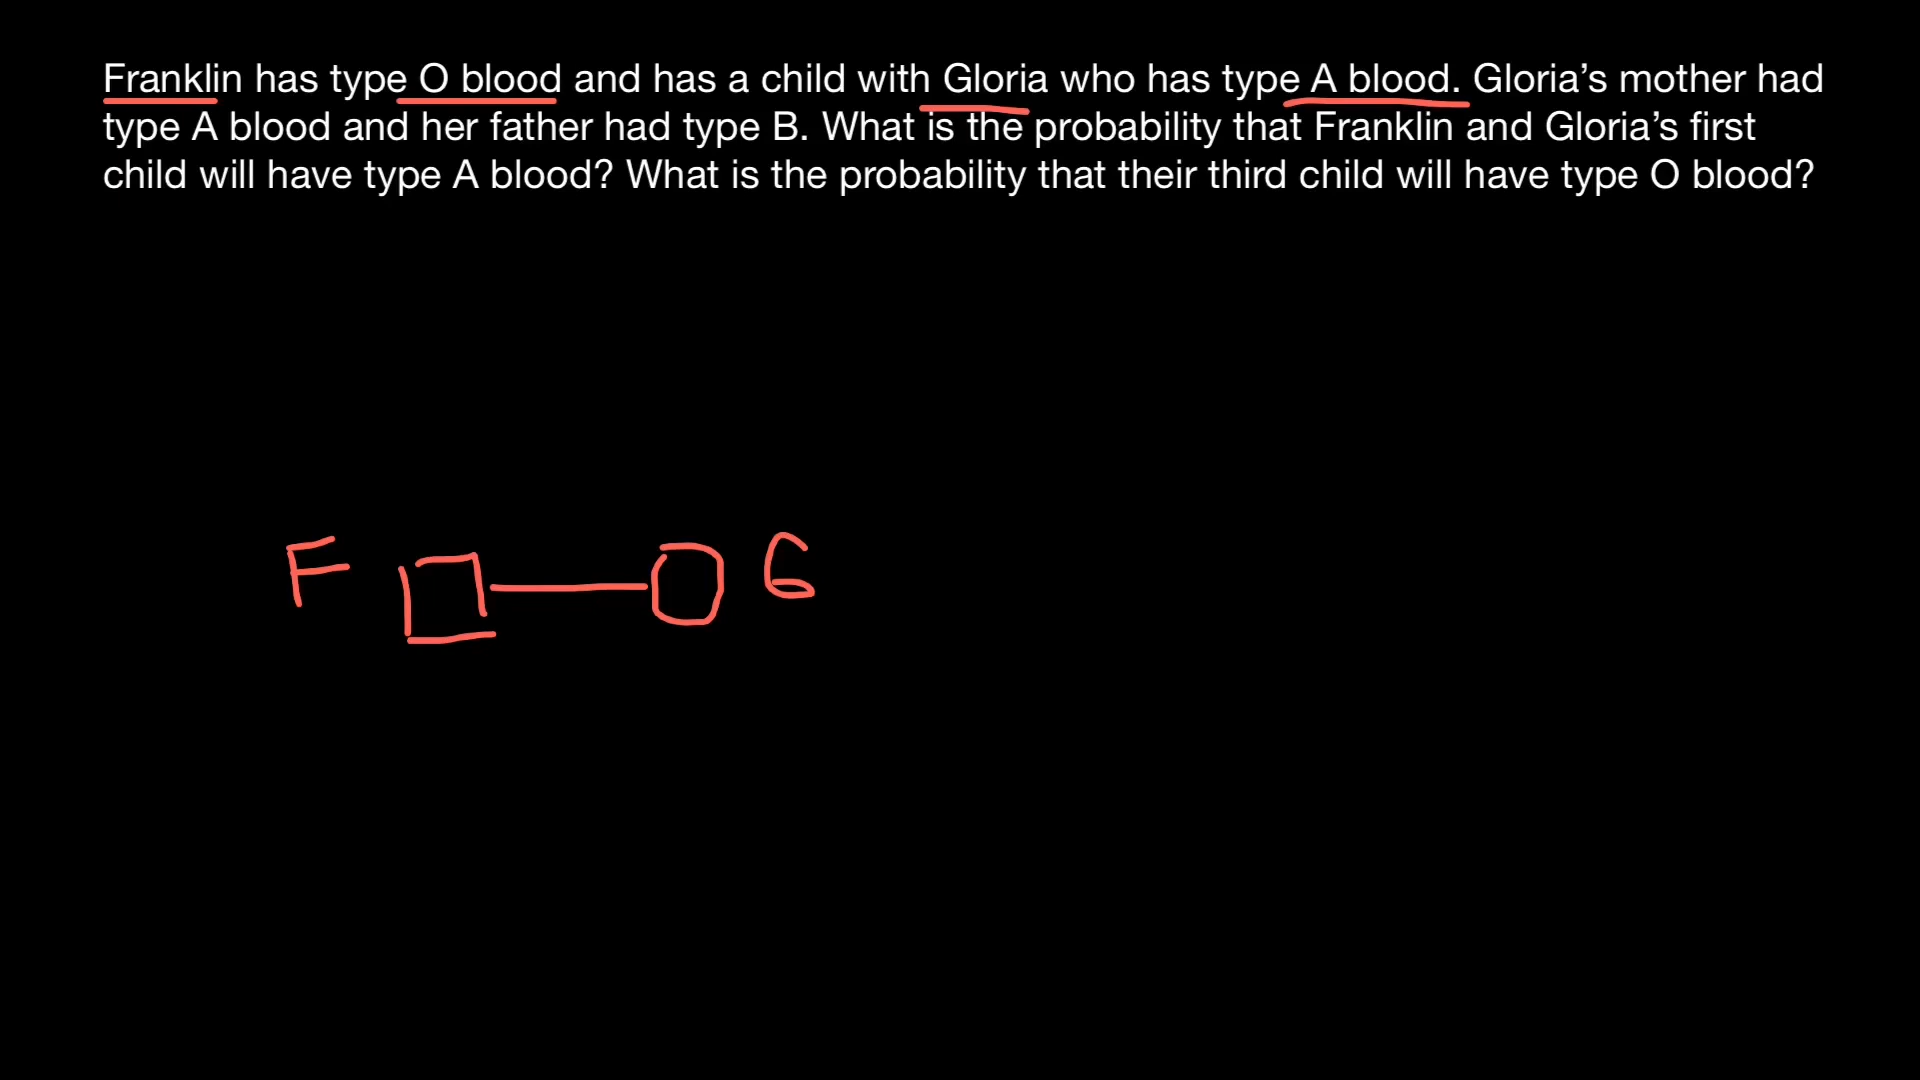 Franklin has type O blood and has a child with Gloria who has type A blood. Gloria’s mother had
type A blood and her father had type B. What is the probability that Franklin and Gloria’s first
child will have type A blood? What is the probability that their third child will have type O blood?
F G